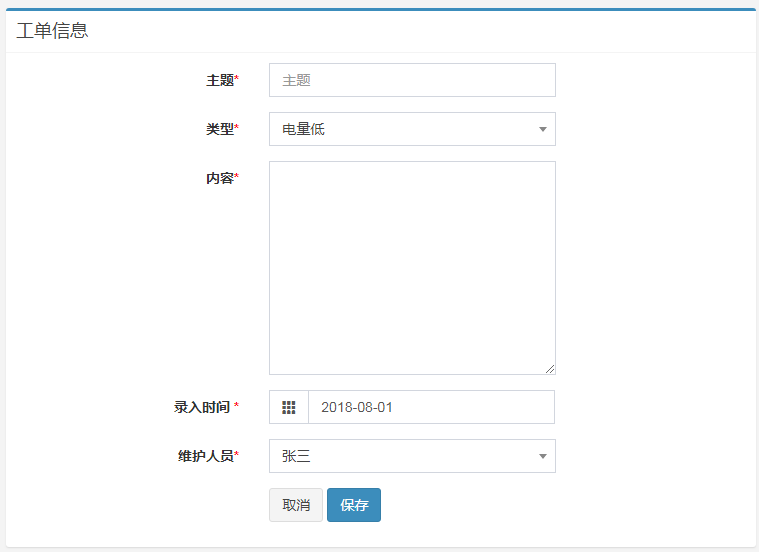 工单信息
主题* 主题
类型* 电量低
内容*
录入时间 * 2018-08-01
维护人员* 张三
取消 保存